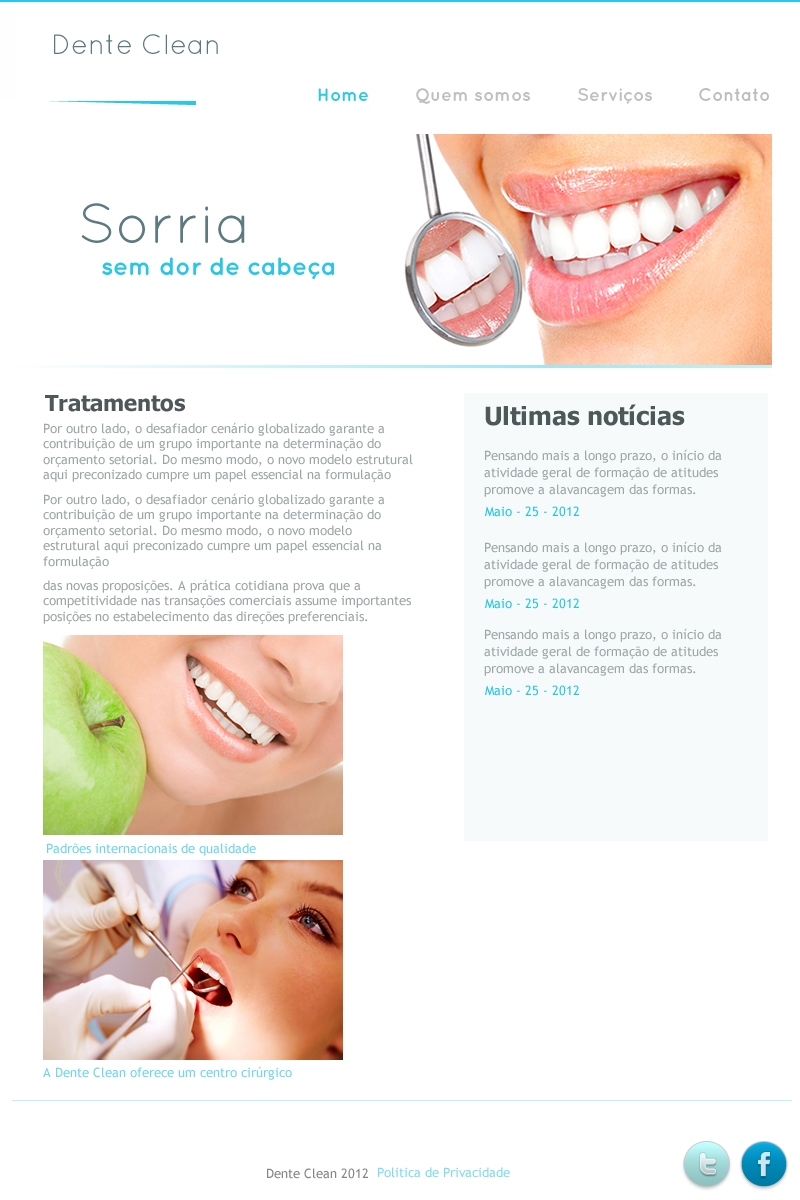 Dente Clean
Home Quem somos Serviços Contato
Sorria
sem dor de cabeça
Tratamentos
Por outro lado, o desafiador cenário globalizado garante a
contribuição de um grupo importante na determinação do
orçamento setorial. Do mesmo modo, o novo modelo estrutural
aqui preconizado cumpre um papel essencial na formulação
Por outro lado, o desafiador cenário globalizado garante a
contribuição de um grupo importante na determinação do
orçamento setorial. Do mesmo modo, o novo modelo
estrutural aqui preconizado cumpre um papel essencial na
formulação
das novas proposições. A prática cotidiana prova que a
competitividade nas transações comerciais assume importantes
posições no estabelecimento das direções preferenciais.
Padrões internacionais de qualidade
A Dente Clean oferece um centro cirúrgico
Ultimas notícias
Pensando mais a longo prazo, o início da
atividade geral de formação de atitudes
promove a alavancagem das formas.
Maio - 25 - 2012
Pensando mais a longo prazo, o início da
atividade geral de formação de atitudes
promove a alavancagem das formas.
Maio - 25 - 2012
Pensando mais a longo prazo, o início da
atividade geral de formação de atitudes
promove a alavancagem das formas.
Maio - 25 - 2012
Dente Clean 2012 Politica de Privacidade